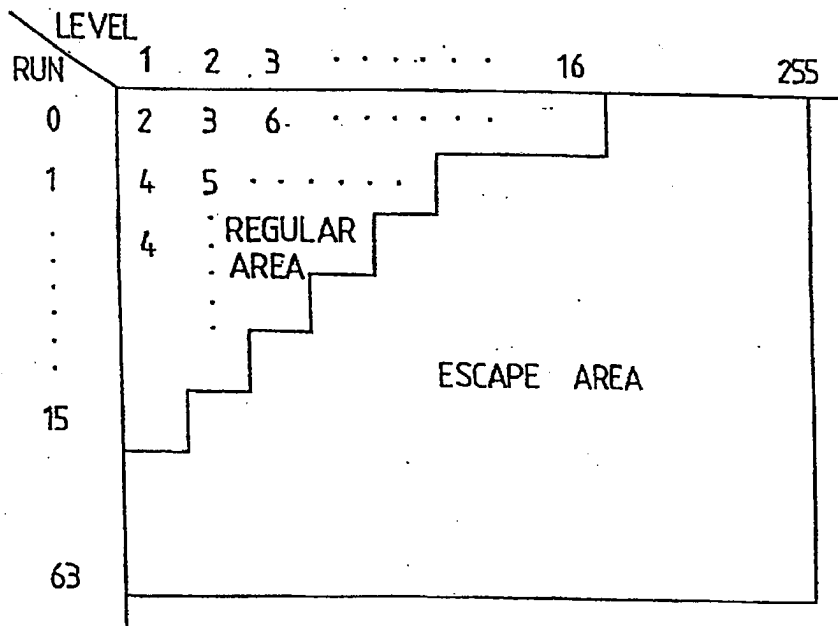 LEVEL
RUN 1 2 3 . . . . . . 16 255
0 2 3 6 . . . . . .
1 4 5 . . . . . .
4
REGULAR
AREA
ESCAPE AREA
15
63